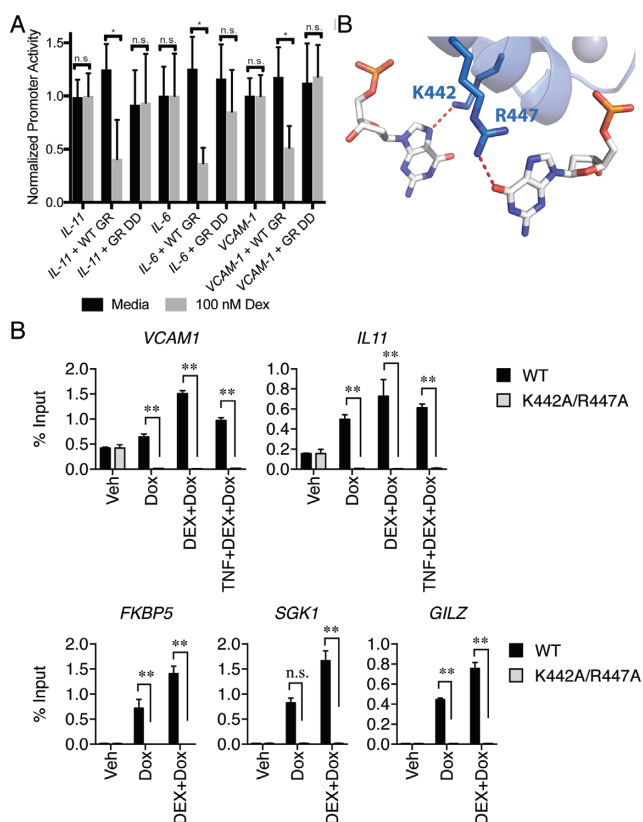 A
n.s.
*
n.s.
n.s.
*
n.s.
n.s.
*
n.s.
Normalized Promoter Activity
1.5
1.0
0.5
0.0
IL-11
IL-11 + WT GR
IL-11 + GR DD
IL-6
IL-6 + WT GR
IL-6 + GR DD
VCAM-1
VCAM-1 + WT GR
VCAM-1 + GR DD
Media
100 nM Dex
B
K442
R447
B
VCAM1
% Input
2.0
1.5
1.0
0.5
0.0
**
**
**
Veh
Dox
DEX+Dox
TNF+DEX+Dox
IL11
1.0
0.8
0.6
0.4
0.2
0.0
**
**
**
Veh
Dox
DEX+Dox
TNF+DEX+Dox
WT
K442A/R447A
FKBP5
% Input
2.0
1.5
1.0
0.5
0.0
**
**
Veh
Dox
DEX+Dox
SGK1
2.0
1.5
1.0
0.5
0.0
n.s.
**
Veh
Dox
DEX+Dox
GILZ
1.0
0.8
0.6
0.4
0.2
0.0
**
**
Veh
Dox
DEX+Dox
WT
K442A/R447A